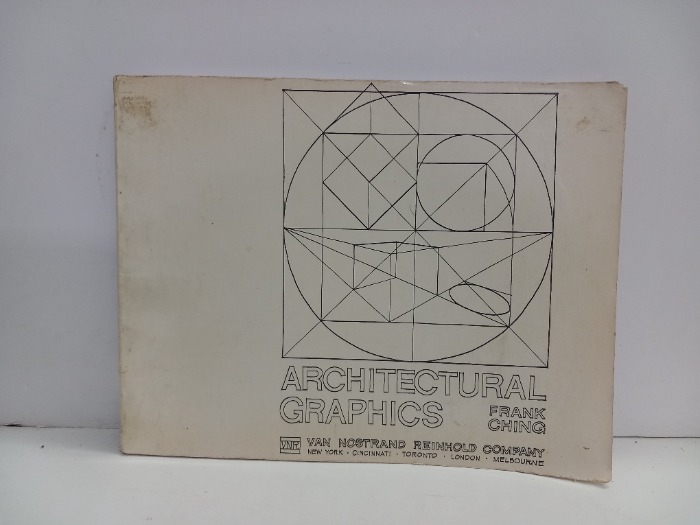 ARCHITECTURAL
GRAPHICS
FRANK
CHING
VNR VAN NOSTRAND REINHOLD COMPANY
NEW YORK · CINCINNATI · TORONTO · LONDON · MELBOURNE